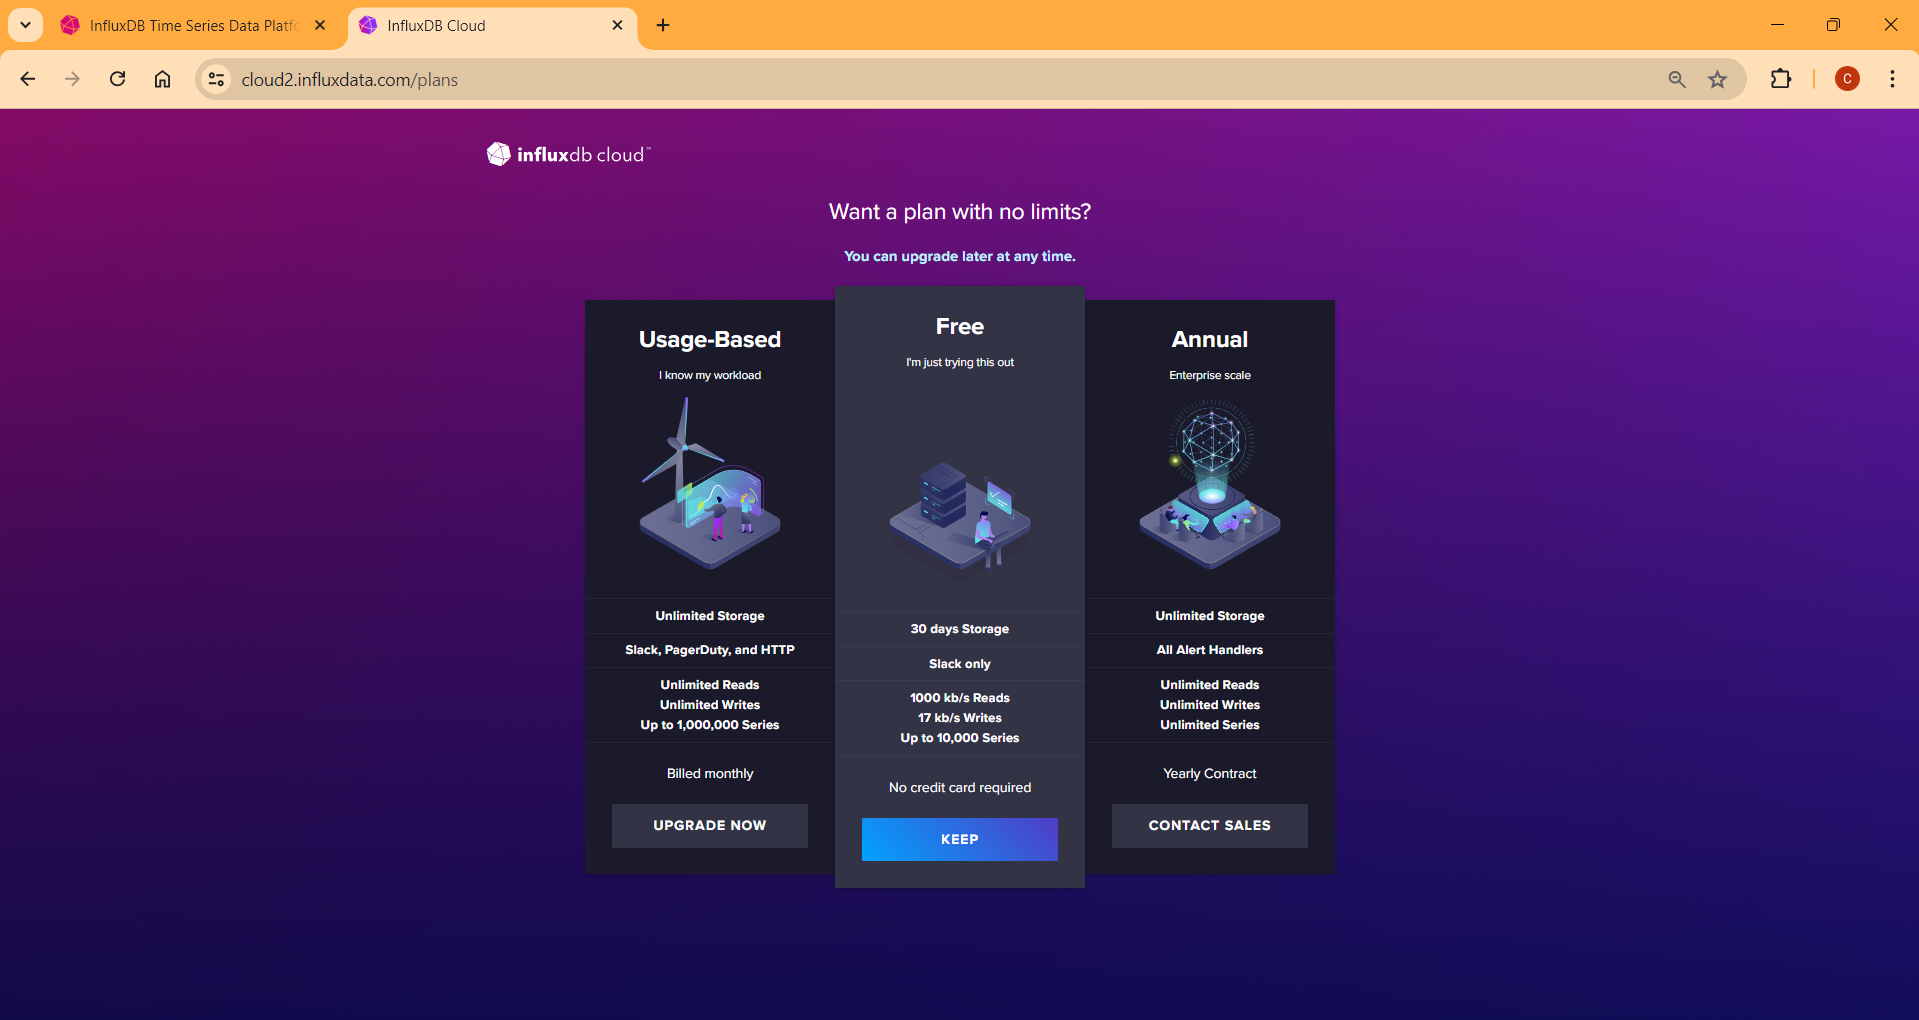 InfluxDB Time Series Data Platfo
InfluxDB Cloud
cloud2.influxdata.com/plans
C
influxdb cloud™
Want a plan with no limits?
You can upgrade later at any time.
Usage-Based
I know my workload
Unlimited Storage
Slack, PagerDuty, and HTTP
Unlimited Reads
Unlimited Writes
Up to 1,000,000 Series
Billed monthly
UPGRADE NOW
Free
I'm just trying this out
30 days Storage
Slack only
1000 kb/s Reads
17 kb/s Writes
Up to 10,000 Series
No credit card required
KEEP
Annual
Enterprise scale
Unlimited Storage
All Alert Handlers
Unlimited Reads
Unlimited Writes
Unlimited Series
Yearly Contract
CONTACT SALES